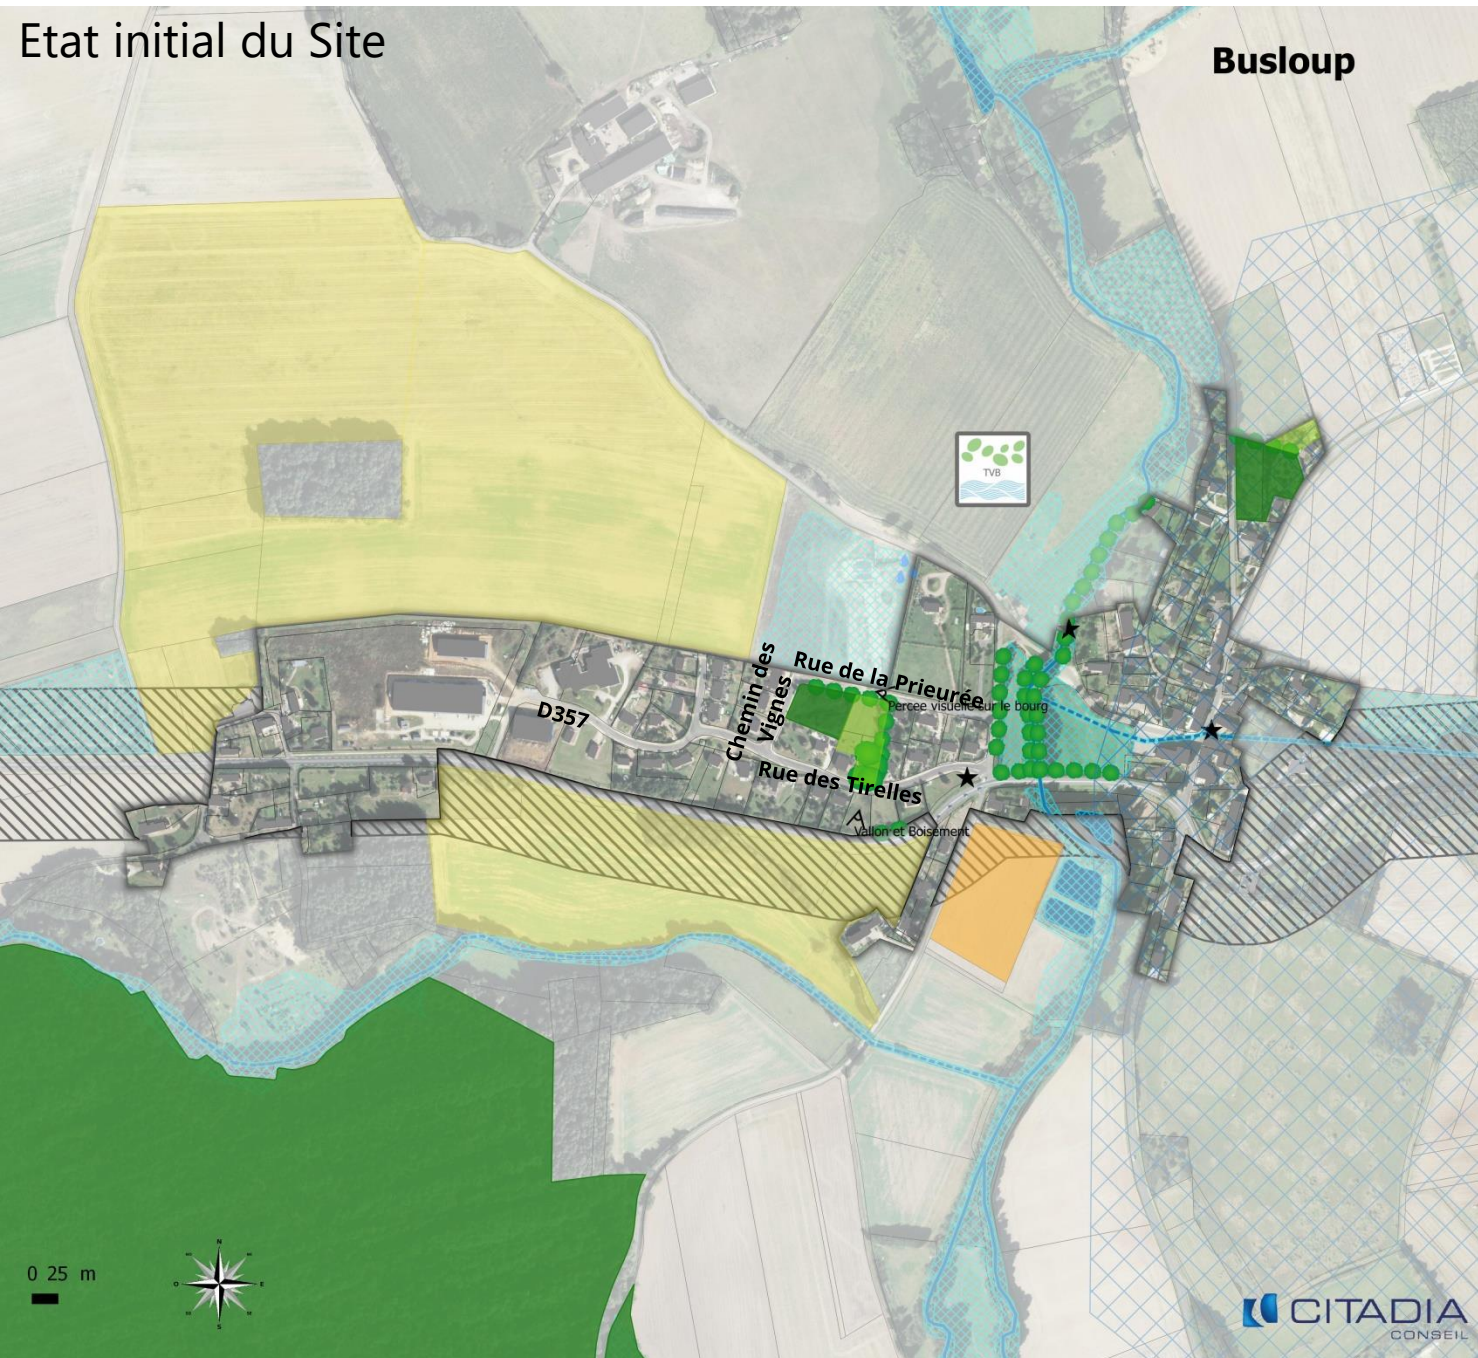 Etat initial du Site
Busloup
TVB
Rue de la Prieurée
Percee visuelle sur le bourg
Chemin des
Vignes
D357
Rue des Tirelles
Vallon et Boisement
0 25 m
N
O
E
S
CITADIA
CONSEIL